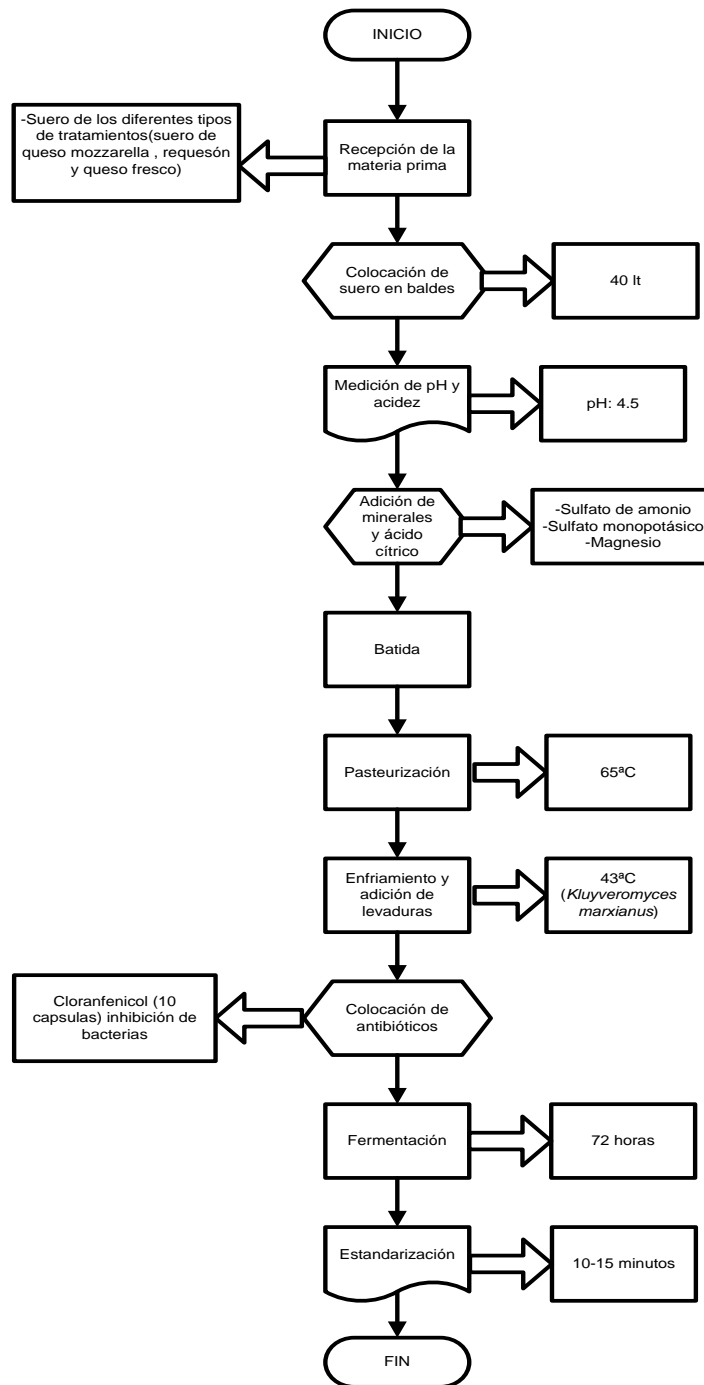 INICIO
-Suero de los diferentes tipos
de tratamientos(suero de
queso mozzarella , requesón
y queso fresco)
Recepción de la
materia prima
Colocación de
suero en baldes
40 lt
Medición de pH y
acidez
pH: 4.5
Adición de
minerales
y ácido
cítrico
-Sulfato de amonio
-Sulfato monopotásico
-Magnesio
Batida
Pasteurización
65ªC
Enfriamiento y
adición de
levaduras
43ªC
(Kluyveromyces
marxianus)
Cloranfenicol (10
capsulas) inhibición de
bacterias
Colocación de
antibióticos
Fermentación
72 horas
Estandarización
10-15 minutos
FIN